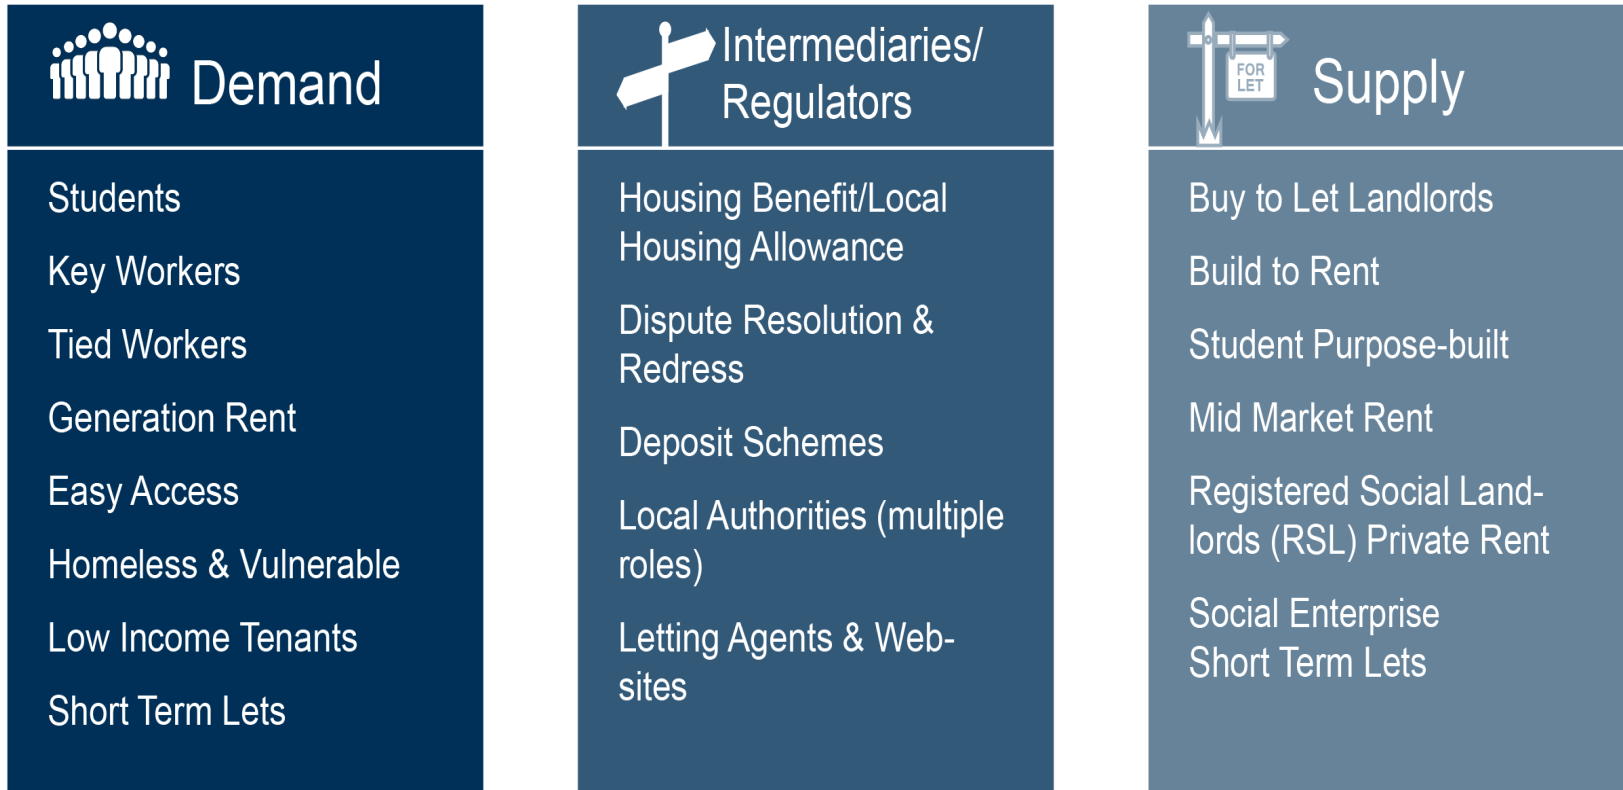 Demand
Students
Key Workers
Tied Workers
Generation Rent
Easy Access
Homeless & Vulnerable
Low Income Tenants
Short Term Lets
Intermediaries/
Regulators
Housing Benefit/Local
Housing Allowance
Dispute Resolution &
Redress
Deposit Schemes
Local Authorities (multiple
roles)
Letting Agents & Web-
sites
FOR
LET
Supply
Buy to Let Landlords
Build to Rent
Student Purpose-built
Mid Market Rent
Registered Social Land-
lords (RSL) Private Rent
Social Enterprise
Short Term Lets